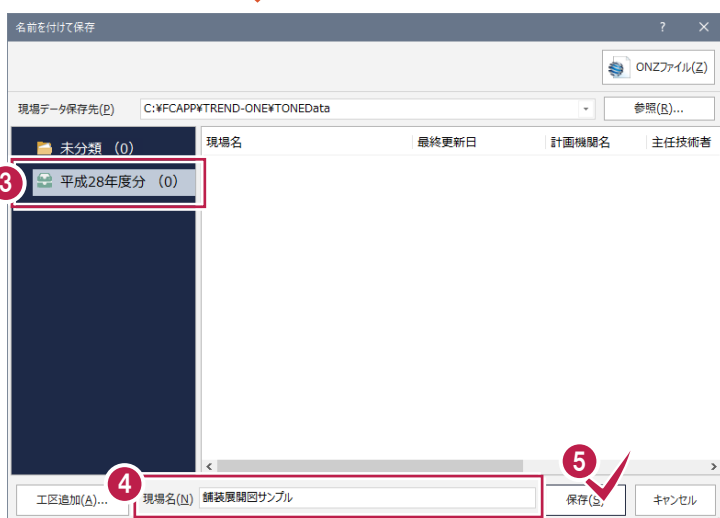 名前を付けて保存 ? ×
ONZファイル(Z)
現場データ保存先(P) C:¥FCAPP¥TREND-ONE¥TONEData 参照(R)...
未分類 (0) 現場名 最終更新日 計画機関名 主任技術者
3 平成28年度分 (0)
5
4
工区追加(A)... 現場名(N) 舗装展開図サンプル 保存(S) キャンセル